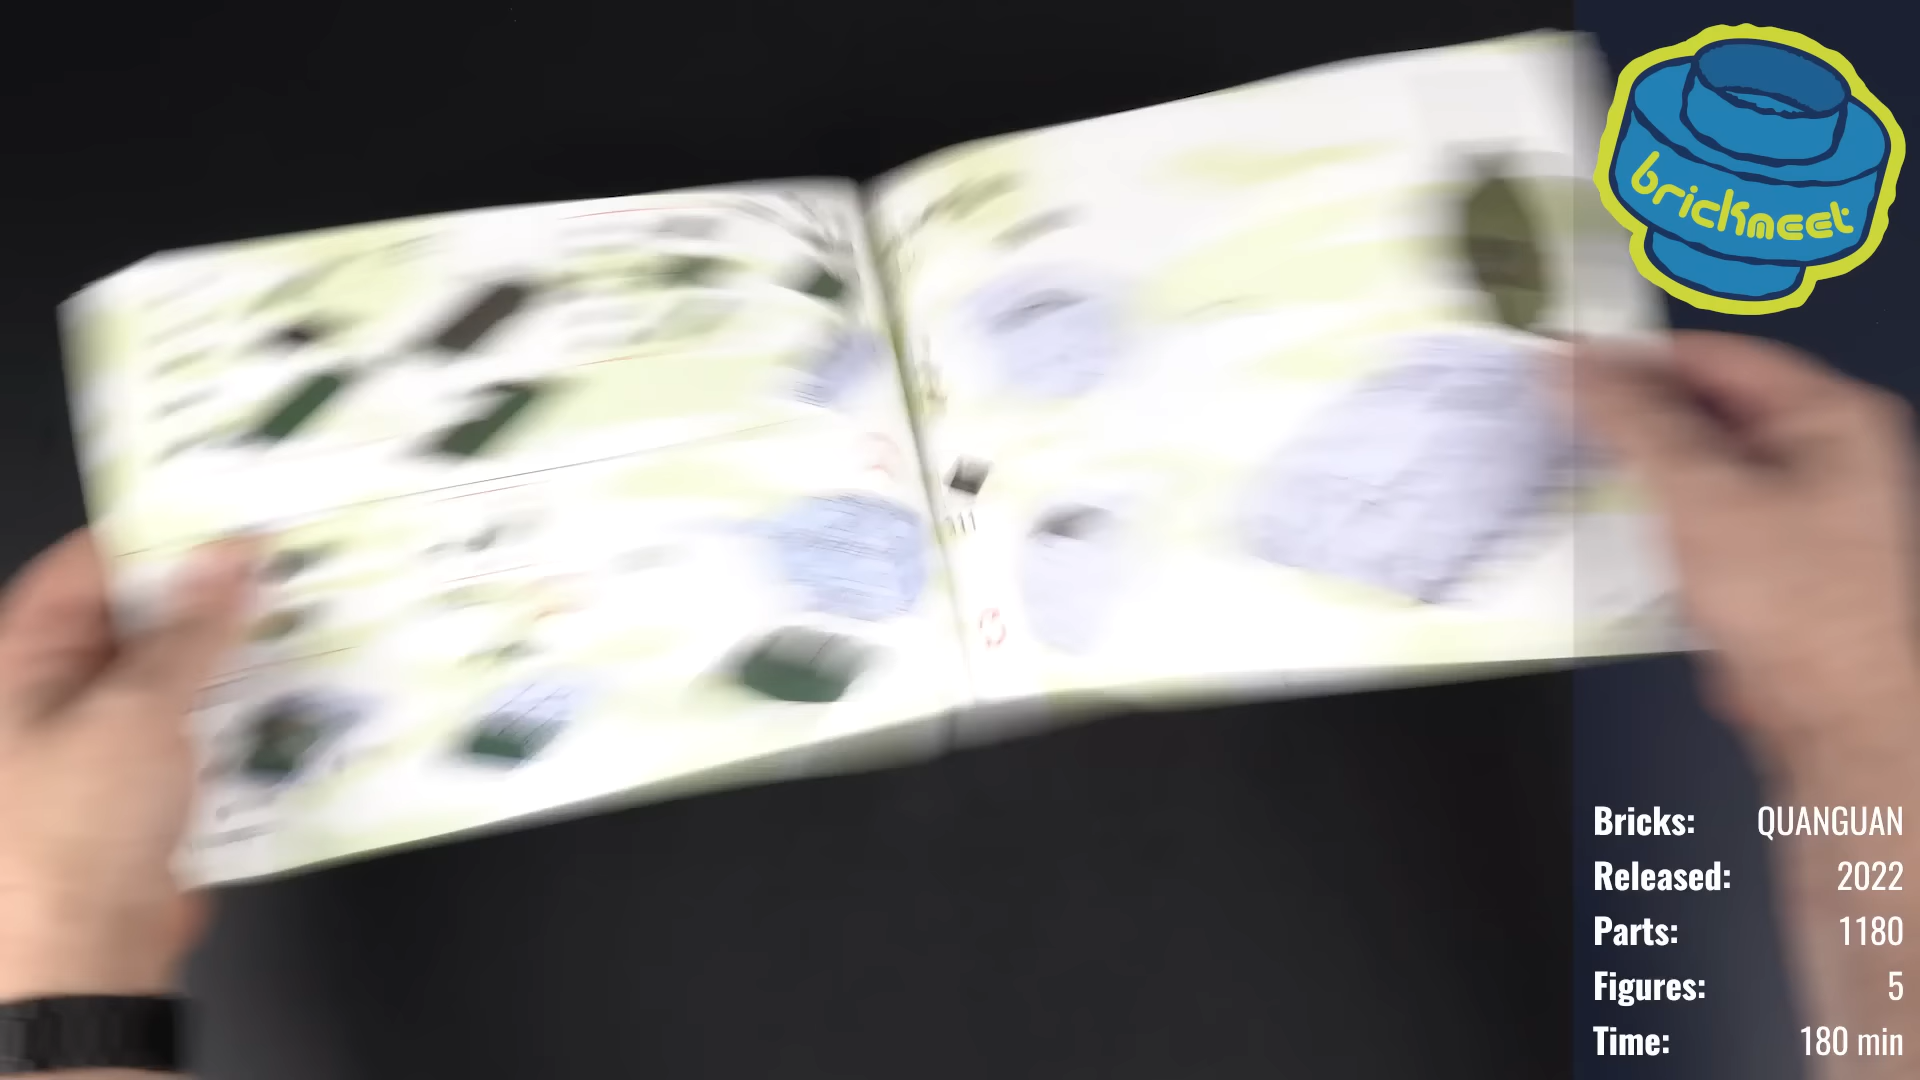 brickmeet
Bricks: QUANGUAN
Released: 2022
Parts: 1180
Figures: 5
Time: 180 min